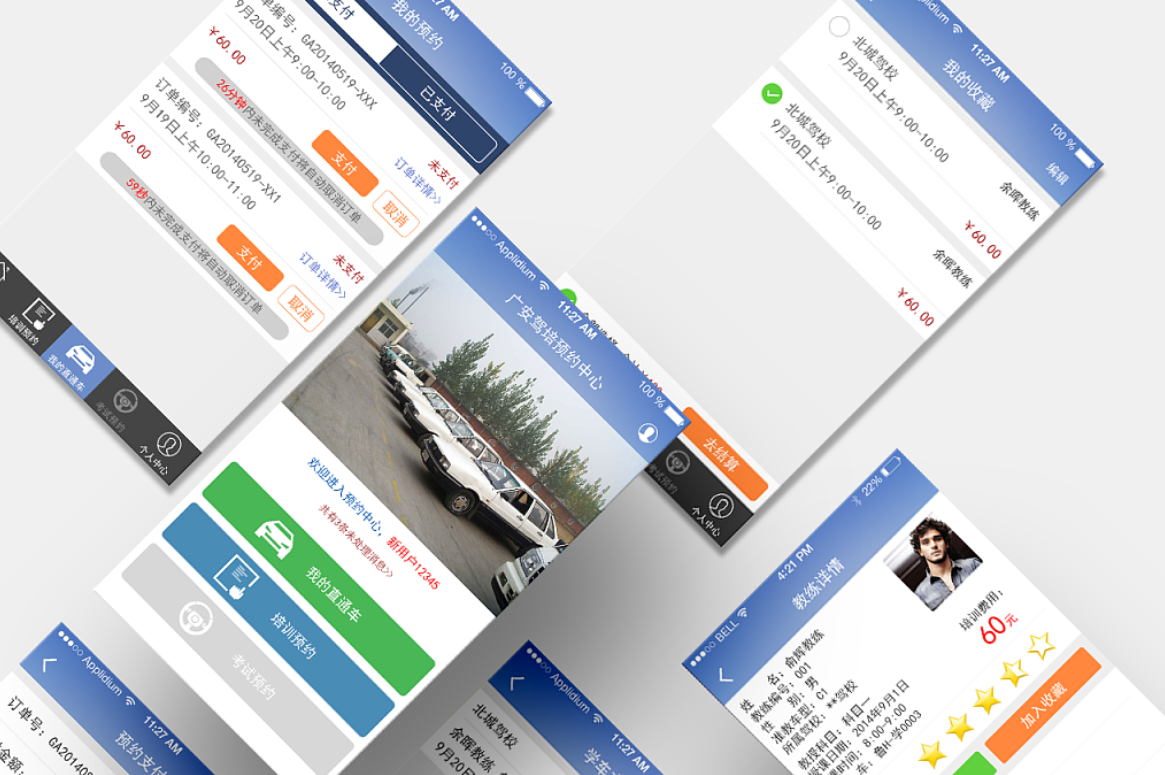 7 AM
我的预约
100 %
支付
已支付
单编号: GA20140519-XXX
9月20日上午9:00-10:00
￥60.00
未支付
订单详情>>
26分钟内未完成支付将自动取消订单
支付
取消
订单编号: GA20140519-XX1
9月19日上午10:00-11:00
￥60.00
未支付
订单详情>>
59秒内未完成支付将自动取消订单
支付
取消
培训预约
我的直通车
考试预约
个人中心
11:27 AM
100 %
我的收藏
编辑
北城驾校
余晖教练
9月20日上午9:00-10:00
￥60.00
北城驾校
余晖教练
9月20日上午9:00-10:00
￥60.00
去结算
考试预约
个人中心
Applidium
11:27 AM
100 %
广安驾培预约中心
欢迎进入预约中心, 新用户12345
共有3条未处理消息>>
我的直通车
培训预约
考试预约
Applidium
11:27 AM
预约支付
订单号: GA201405
金额:
Applidium
11:27 AM
学车
北城驾校
余晖教练
9月20日
BELL
4:21 PM
22%
教练详情
姓 名: 俞辉教练
教练编号: 001
性 别: 男
准教车型: C1
所属驾校: **驾校
教授科目: 科目一
授课日期: 2014年9月1日
课时间: 8:00-9:00
车: 鲁H-学0003
培训费用:
60元
加入收藏